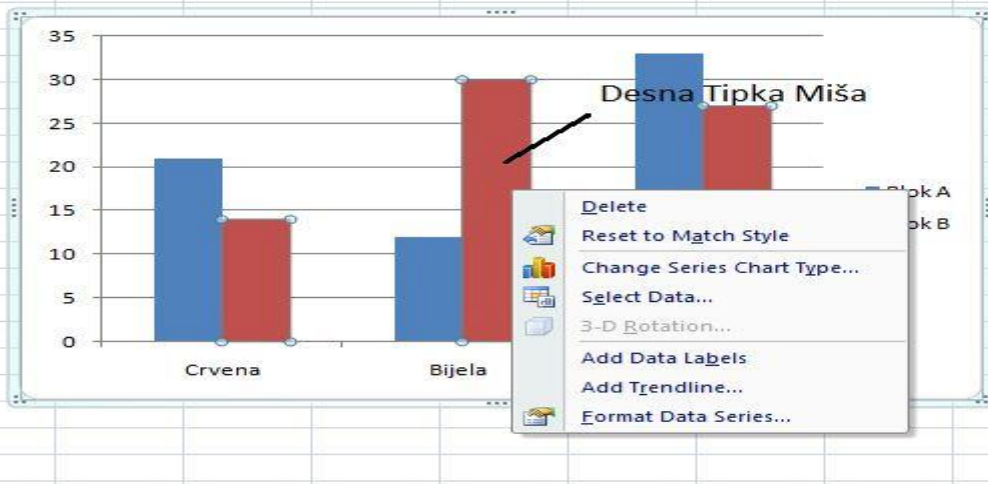 35
30
25
20
15
10
5
0
Desna Tipka Miša
Crvena
Bijela
A
B
Delete
Reset to Match Style
Change Series Chart Type...
Select Data...
3-D Rotation...
Add Data Labels
Add Trendline...
Format Data Series...